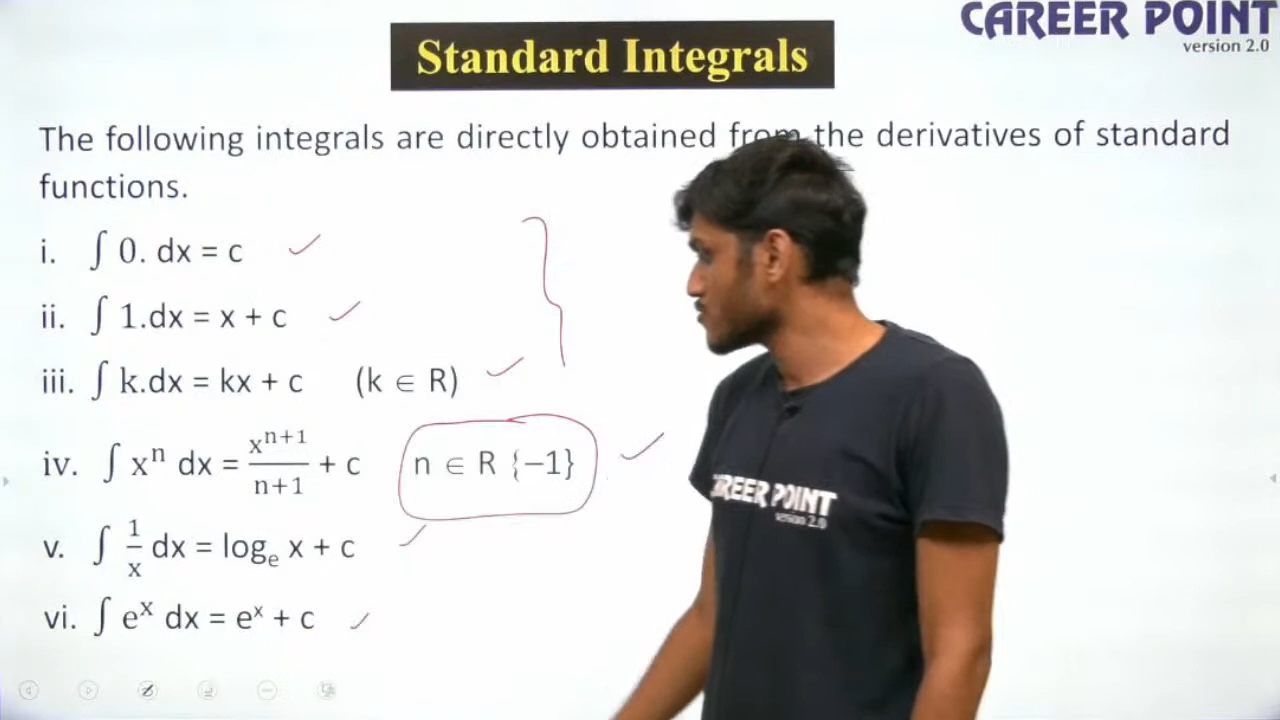 CAREER POINT
version 2.0
Standard Integrals
The following integrals are directly obtained from the derivatives of standard
functions.
i. ∫ 0. dx = c
ii. ∫ 1.dx = x + c
iii. ∫ k.dx = kx + c (k ∈ R)
iv. ∫ xⁿ dx = xⁿ⁺¹/n+1 + c n ∈ R {−1}
v. ∫ 1/x dx = logₑ x + c
vi. ∫ eˣ dx = eˣ + c
CAREER POINT
version 2.0